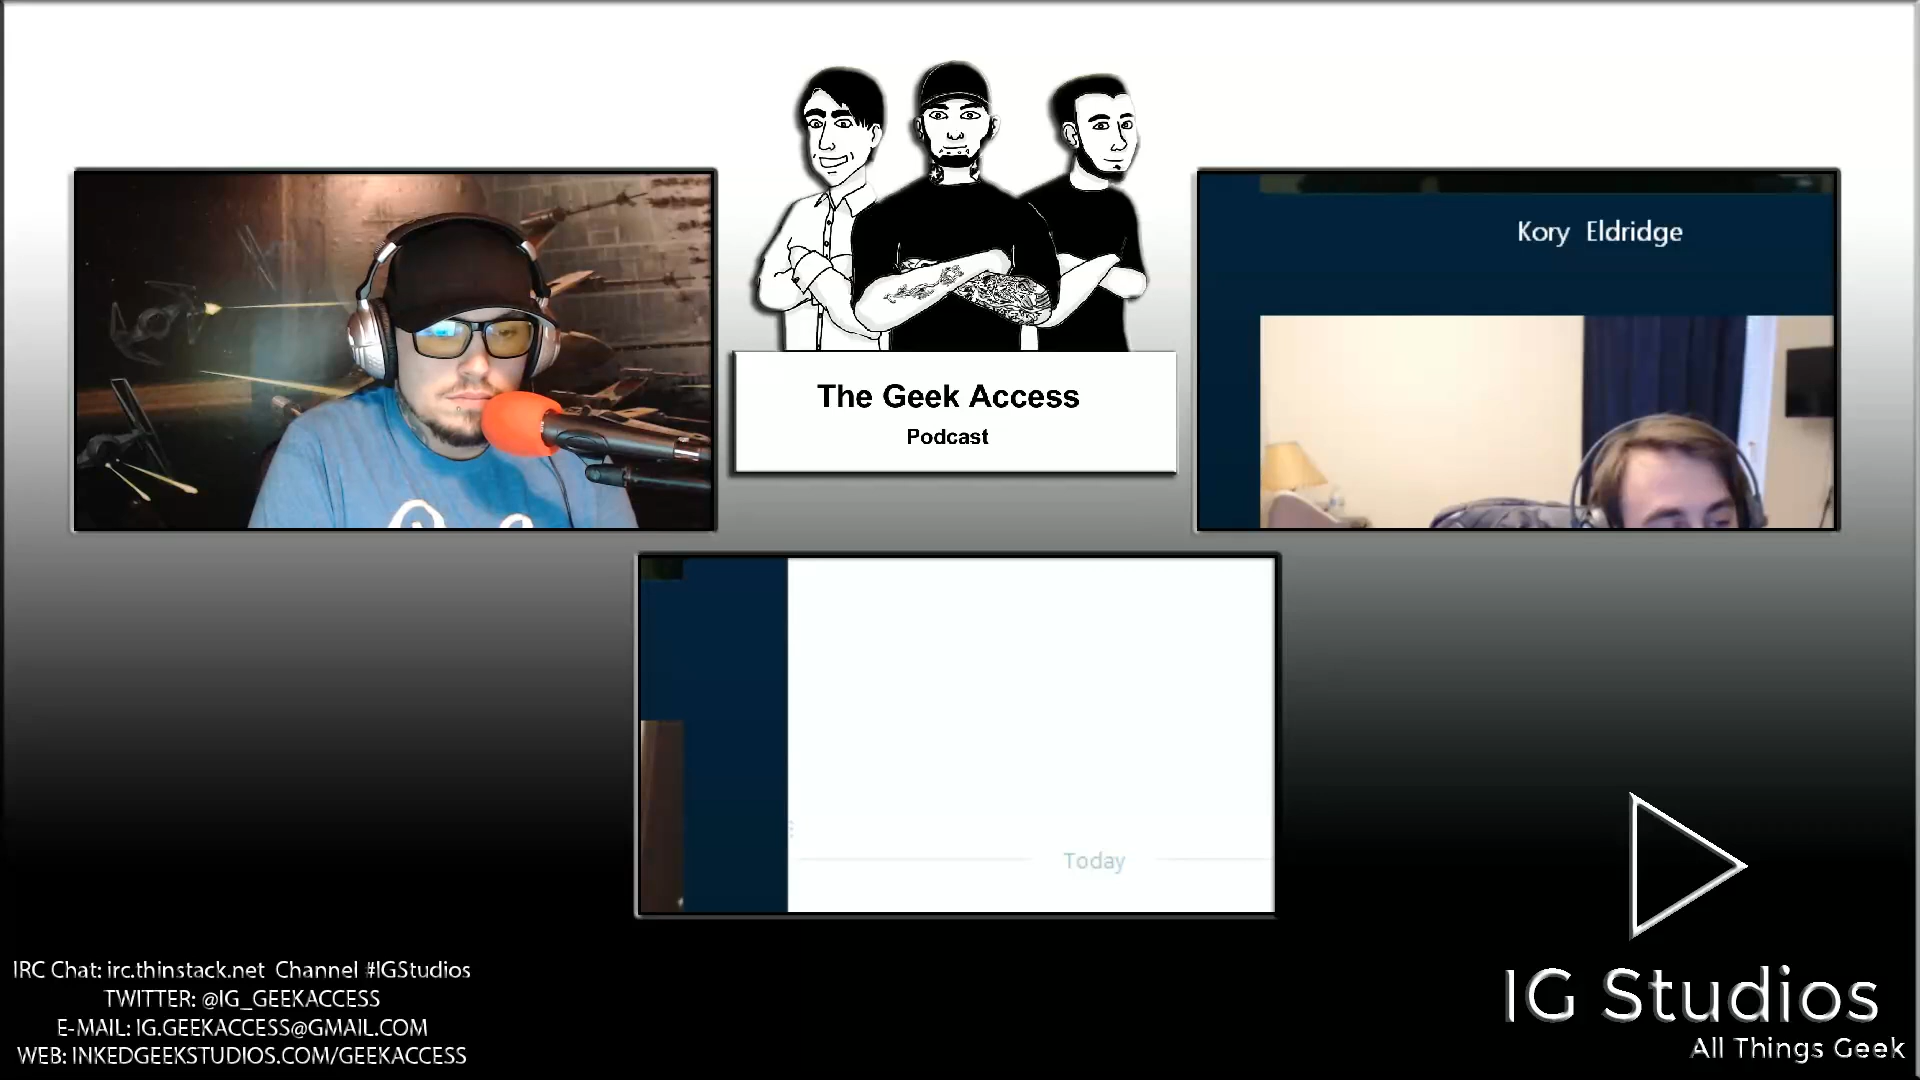 Kory Eldridge
The Geek Access
Podcast
Today
IRC Chat: irc.thinstack.net Channel #IGStudios
TWITTER: @IG_GEEKACCESS
E-MAIL: IG.GEEKACCESS@GMAIL.COM
WEB: INKEDGEEKSTUDIOS.COM/GEEKACCESS
IG Studios
All Things Geek